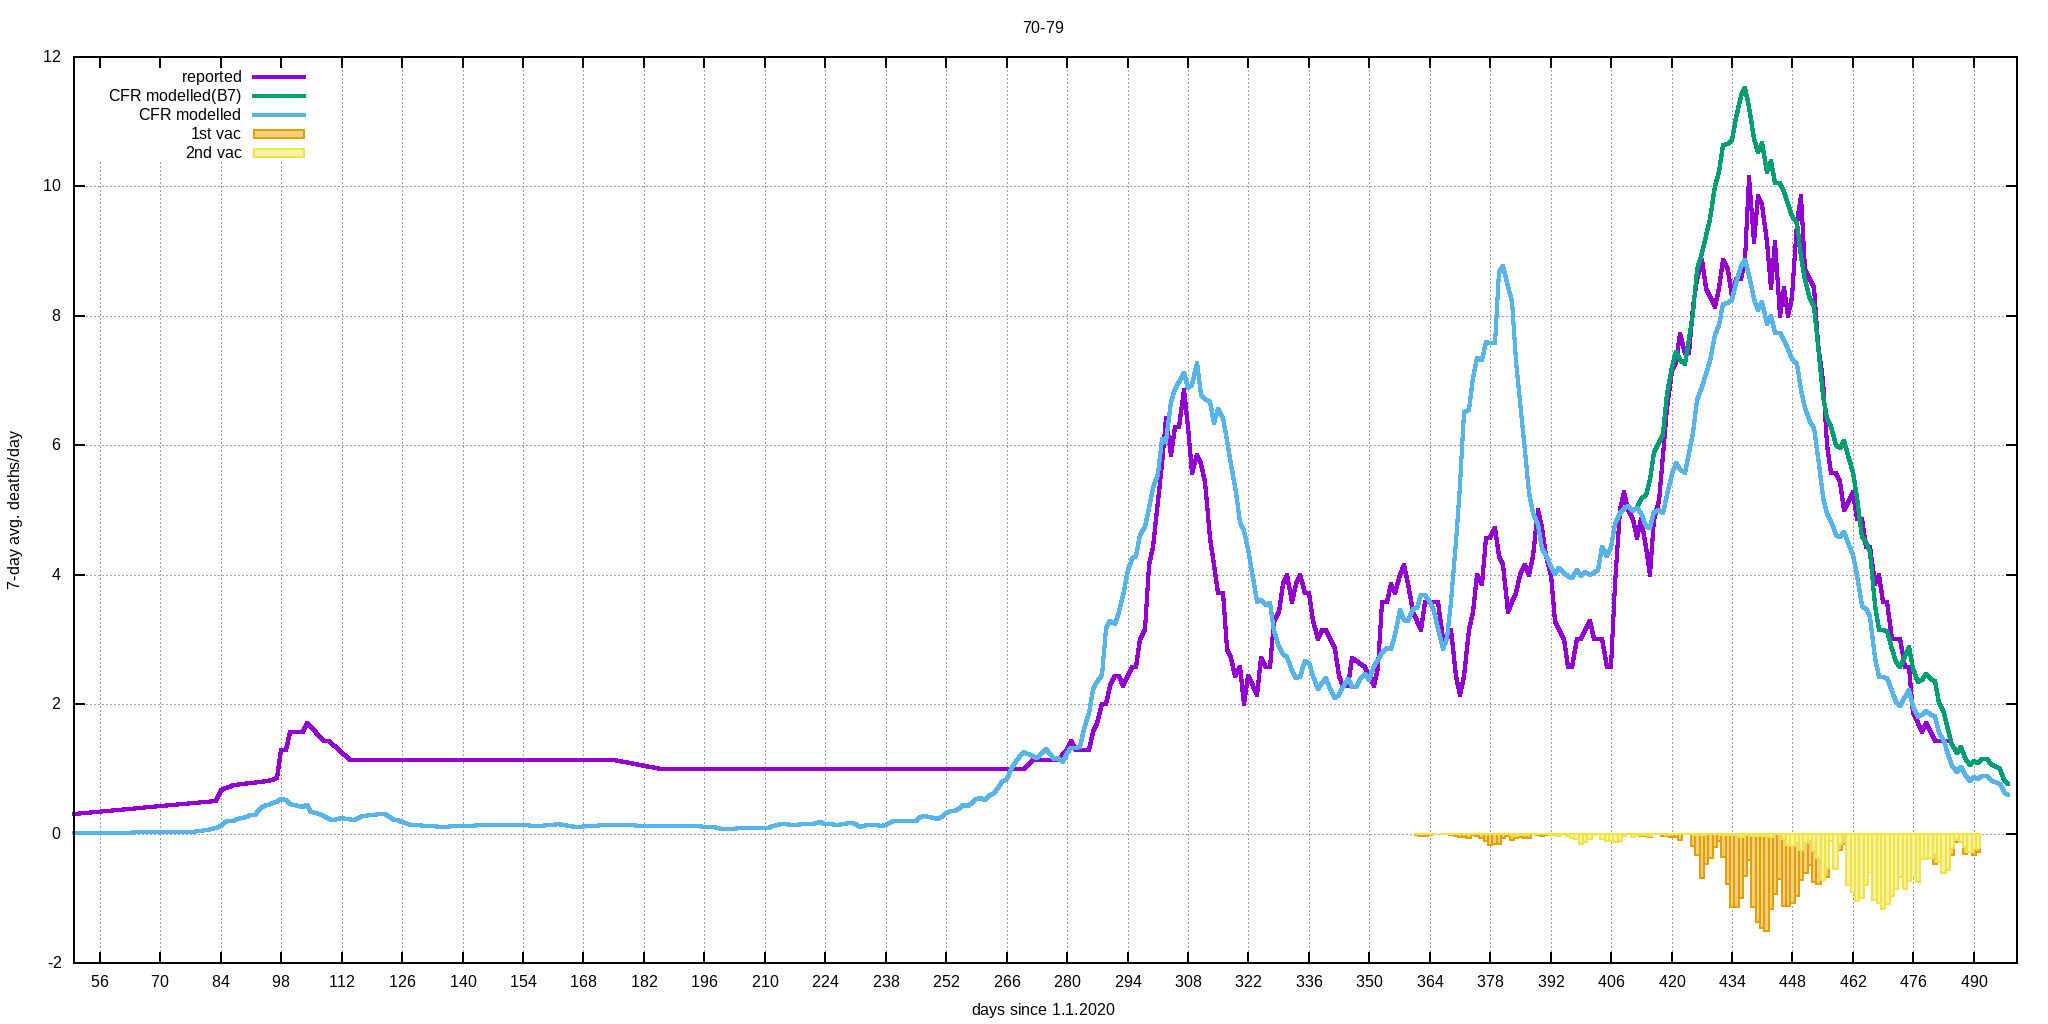 70-79
12
10
8
6
4
2
0
-2
7-day avg. deaths/day
reported
CFR modelled(B7)
CFR modelled
1st vac
2nd vac
56 70 84 98 112 126 140 154 168 182 196 210 224 238 252 266 280 294 308 322 336 350 364 378 392 406 420 434 448 462 476 490
days since 1.1.2020